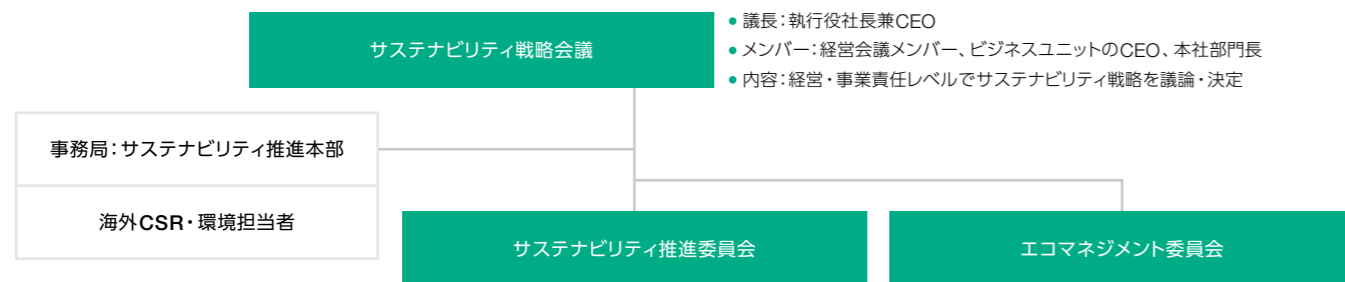 サステナビリティ戦略会議
● 議長：執行役社長兼CEO
● メンバー：経営会議メンバー、ビジネスユニットのCEO、本社部門長
● 内容：経営・事業責任レベルでサステナビリティ戦略を議論・決定
事務局：サステナビリティ推進本部
海外CSR・環境担当者
サステナビリティ推進委員会
エコマネジメント委員会